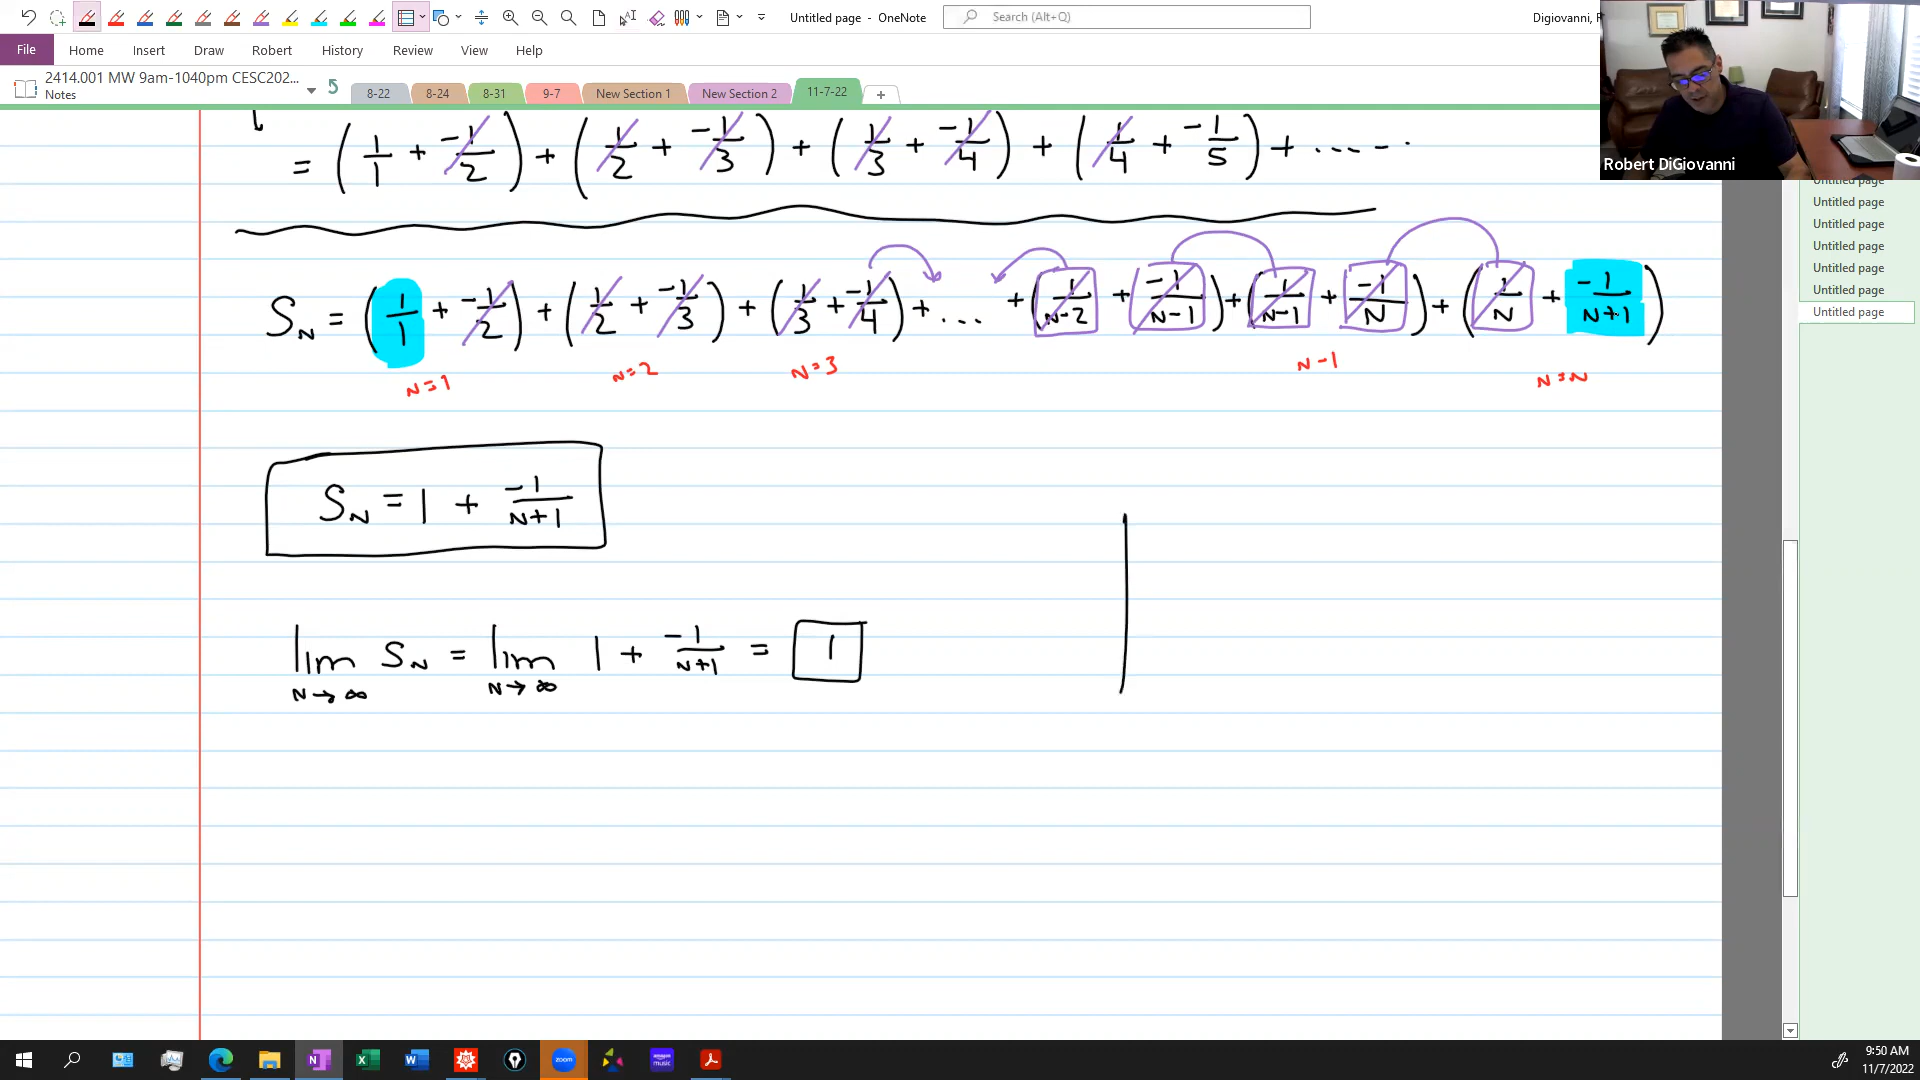 Untitled page - OneNote
Search (Alt+Q)
Digiovanni, R
File Home Insert Draw Robert History Review View Help
2414.001 MW 9am-1040pm CESC202...
Notes
8-22 8-24 8-31 9-7 New Section 1 New Section 2 11-7-22 +
Robert DiGiovanni
Untitled page
Untitled page
Untitled page
Untitled page
Untitled page
Untitled page
Untitled page
= (1/1 + -1/2) + (1/2 + -1/3) + (1/3 + -1/4) + (1/4 + -1/5) + ......
S_N = (1/1 + -1/2) + (1/2 + -1/3) + (1/3 + -1/4) + ... + (1/N-2 + -1/N-1) + (1/N-1 + -1/N) + (1/N + -1/N+1)
N=1 N=2 N=3 N-1 N=N
S_N = 1 + -1/N+1
lim N→∞ S_N = lim N→∞ 1 + -1/N+1 = 1
zoom
amazon music
9:50 AM
11/7/2022